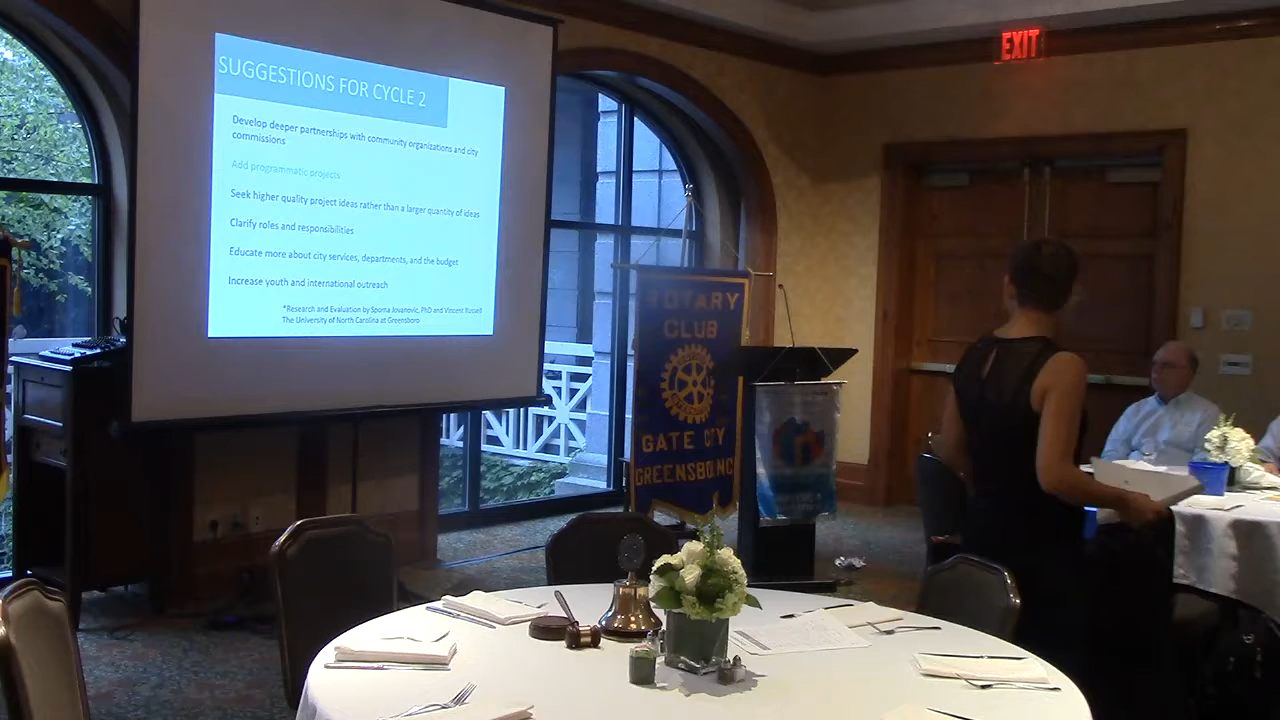 SUGGESTIONS FOR CYCLE 2
Develop deeper partnerships with community organizations and city
commissions
Add programmatic projects
Seek higher quality project ideas rather than a larger quantity of ideas
Clarify roles and responsibilities
Educate more about city services, departments, and the budget
Increase youth and international outreach
*Research and Evaluation by Spoma Jovanovic, PhD and Vincent Russell
The University of North Carolina at Greensboro
EXIT
ROTARY
CLUB
GATE CITY
GREENSBO NC